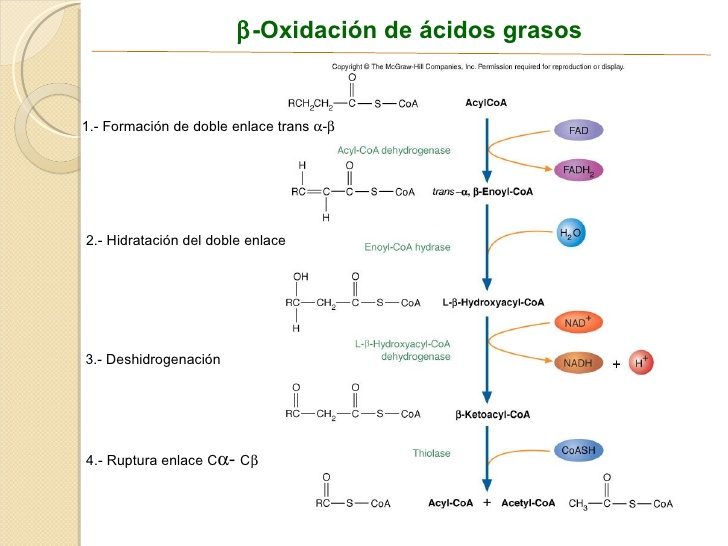 β-Oxidación de ácidos grasos
Copyright © The McGraw-Hill Companies, Inc. Permission required for reproduction or display.
O
RCH₂CH₂—C—S—CoA
AcylCoA
1.- Formación de doble enlace trans α-β
FAD
Acyl-CoA dehydrogenase
FADH₂
H O
RC=C—C—S—CoA
H
trans–α, β-Enoyl-CoA
2.- Hidratación del doble enlace
H₂O
Enoyl-CoA hydrase
OH O
RC—CH₂—C—S—CoA
H
L-β-Hydroxyacyl-CoA
NAD⁺
L-β-Hydroxyacyl-CoA
dehydrogenase
3.- Deshidrogenación
NADH + H⁺
O O
RC—CH₂—C—S—CoA
β-Ketoacyl-CoA
4.- Ruptura enlace Cα- Cβ
Thiolase
CoASH
O
RC—S—CoA
Acyl-CoA + Acetyl-CoA
O
CH₃—C—S—CoA